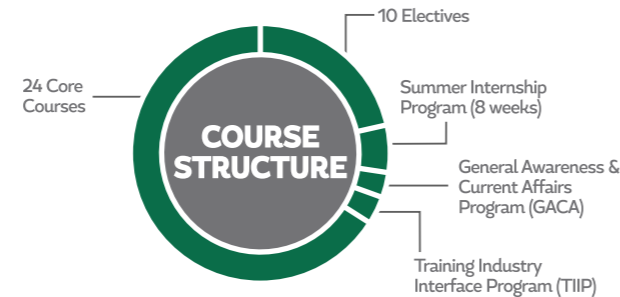 10 Electives
24 Core
Courses
Summer Internship
Program (8 weeks)
COURSE
STRUCTURE
General Awareness &
Current Affairs
Program (GACA)
Training Industry
Interface Program (TIIP)